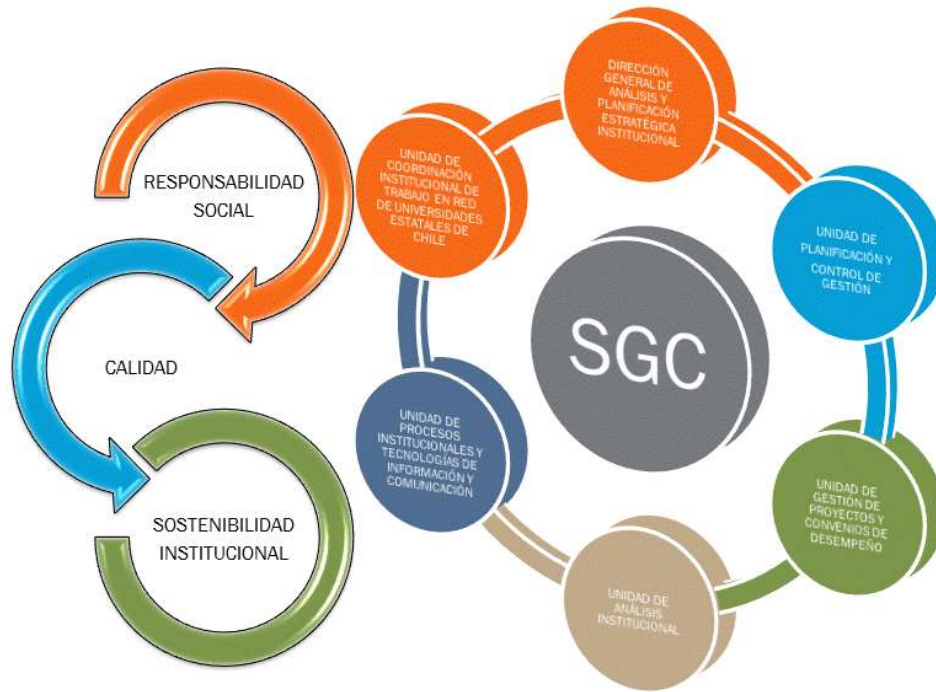 RESPONSABILIDAD
SOCIAL
CALIDAD
SOSTENIBILIDAD
INSTITUCIONAL
DIRECCIÓN
GENERAL DE
ANÁLISIS Y
PLANIFICACIÓN
ESTRATÉGICA
INSTITUCIONAL
UNIDAD DE
PLANIFICACIÓN Y
CONTROL DE
GESTIÓN
UNIDAD DE
GESTIÓN DE
PROYECTOS Y
CONVENIOS DE
DESEMPEÑO
UNIDAD DE
ANÁLISIS
INSTITUCIONAL
UNIDAD DE
PROCESOS
INSTITUCIONALES Y
TECNOLOGÍAS DE
INFORMACIÓN Y
COMUNICACIÓN
UNIDAD DE
COORDINACIÓN
INSTITUCIONAL DE
TRABAJO EN RED
DE UNIVERSIDADES
ESTATALES DE
CHILE
SGC